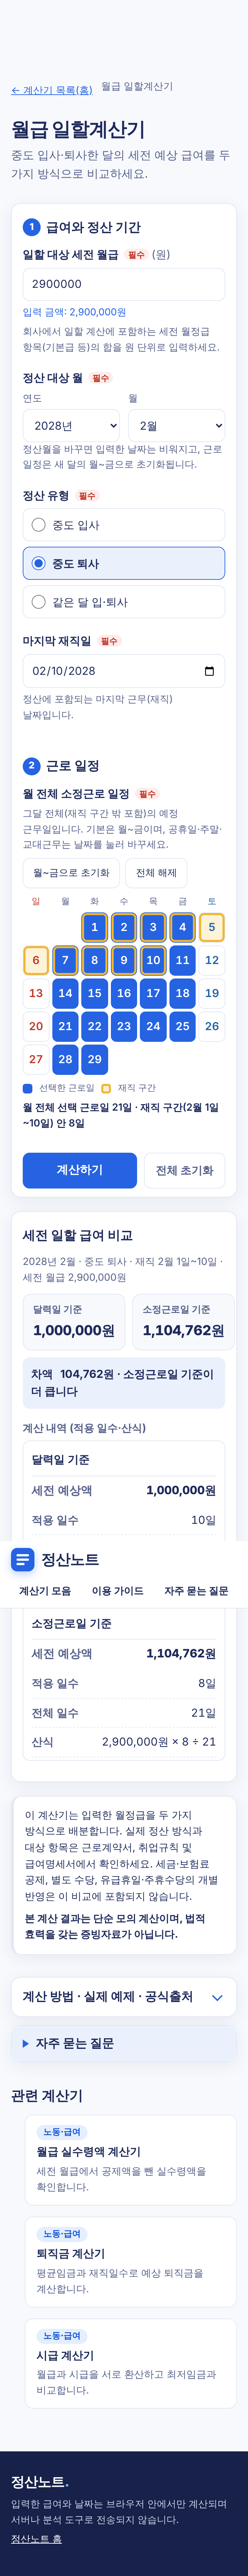 ← 계산기 목록(홈) 월급 일할계산기
월급 일할계산기
중도 입사·퇴사한 달의 세전 예상 급여를 두
가지 방식으로 비교하세요.
1 급여와 정산 기간
일할 대상 세전 월급 필수 (원)
2900000
입력 금액: 2,900,000원
회사에서 일할 계산에 포함하는 세전 월정급
항목(기본급 등)의 합을 원 단위로 입력하세요.
정산 대상 월 필수
연도 월
2028년 2월
정산월을 바꾸면 입력한 날짜는 비워지고, 근로
일정은 새 달의 월~금으로 초기화됩니다.
정산 유형 필수
중도 입사
중도 퇴사
같은 달 입·퇴사
마지막 재직일 필수
02/10/2028
정산에 포함되는 마지막 근무(재직)
날짜입니다.
2 근로 일정
월 전체 소정근로 일정 필수
그달 전체(재직 구간 밖 포함)의 예정
근무일입니다. 기본은 월~금이며, 공휴일·주말·
교대근무는 날짜를 눌러 바꾸세요.
월~금으로 초기화 전체 해제
일 월 화 수 목 금 토
1 2 3 4 5
6 7 8 9 10 11 12
13 14 15 16 17 18 19
20 21 22 23 24 25 26
27 28 29
선택한 근로일 재직 구간
월 전체 선택 근로일 21일 · 재직 구간(2월 1일
~10일) 안 8일
계산하기 전체 초기화
세전 일할 급여 비교
2028년 2월 · 중도 퇴사 · 재직 2월 1일~10일 ·
세전 월급 2,900,000원
달력일 기준 소정근로일 기준
1,000,000원 1,104,762원
차액 104,762원 · 소정근로일 기준이
더 큽니다
계산 내역 (적용 일수·산식)
달력일 기준
세전 예상액 1,000,000원
적용 일수 10일
정산노트
계산기 모음 이용 가이드 자주 묻는 질문
소정근로일 기준
세전 예상액 1,104,762원
적용 일수 8일
전체 일수 21일
산식 2,900,000원 × 8 ÷ 21
이 계산기는 입력한 월정급을 두 가지
방식으로 배분합니다. 실제 정산 방식과
대상 항목은 근로계약서, 취업규칙 및
급여명세서에서 확인하세요. 세금·보험료
공제, 별도 수당, 유급휴일·주휴수당의 개별
반영은 이 비교에 포함되지 않습니다.
본 계산 결과는 단순 모의 계산이며, 법적
효력을 갖는 증빙자료가 아닙니다.
계산 방법 · 실제 예제 · 공식출처
자주 묻는 질문
관련 계산기
노동·급여
월급 실수령액 계산기
세전 월급에서 공제액을 뺀 실수령액을
확인합니다.
노동·급여
퇴직금 계산기
평균임금과 재직일수로 예상 퇴직금을
계산합니다.
노동·급여
시급 계산기
월급과 시급을 서로 환산하고 최저임금과
비교합니다.
정산노트.
입력한 급여와 날짜는 브라우저 안에서만 계산되며
서버나 분석 도구로 전송되지 않습니다.
정산노트 홈